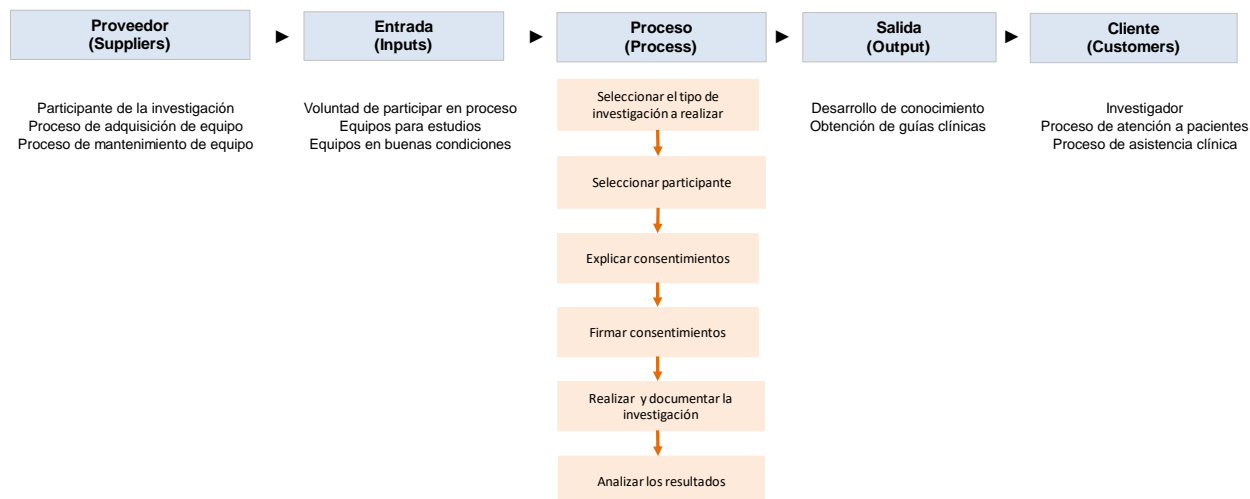 Proveedor
(Suppliers)
►
Entrada
(Inputs)
►
Proceso
(Process)
►
Salida
(Output)
►
Cliente
(Customers)
Participante de la investigación
Proceso de adquisición de equipo
Proceso de mantenimiento de equipo
Voluntad de participar en proceso
Equipos para estudios
Equipos en buenas condiciones
Seleccionar el tipo de
investigación a realizar
Seleccionar participante
Explicar consentimientos
Firmar consentimientos
Realizar y documentar la
investigación
Analizar los resultados
Desarrollo de conocimiento
Obtención de guías clínicas
Investigador
Proceso de atención a pacientes
Proceso de asistencia clínica